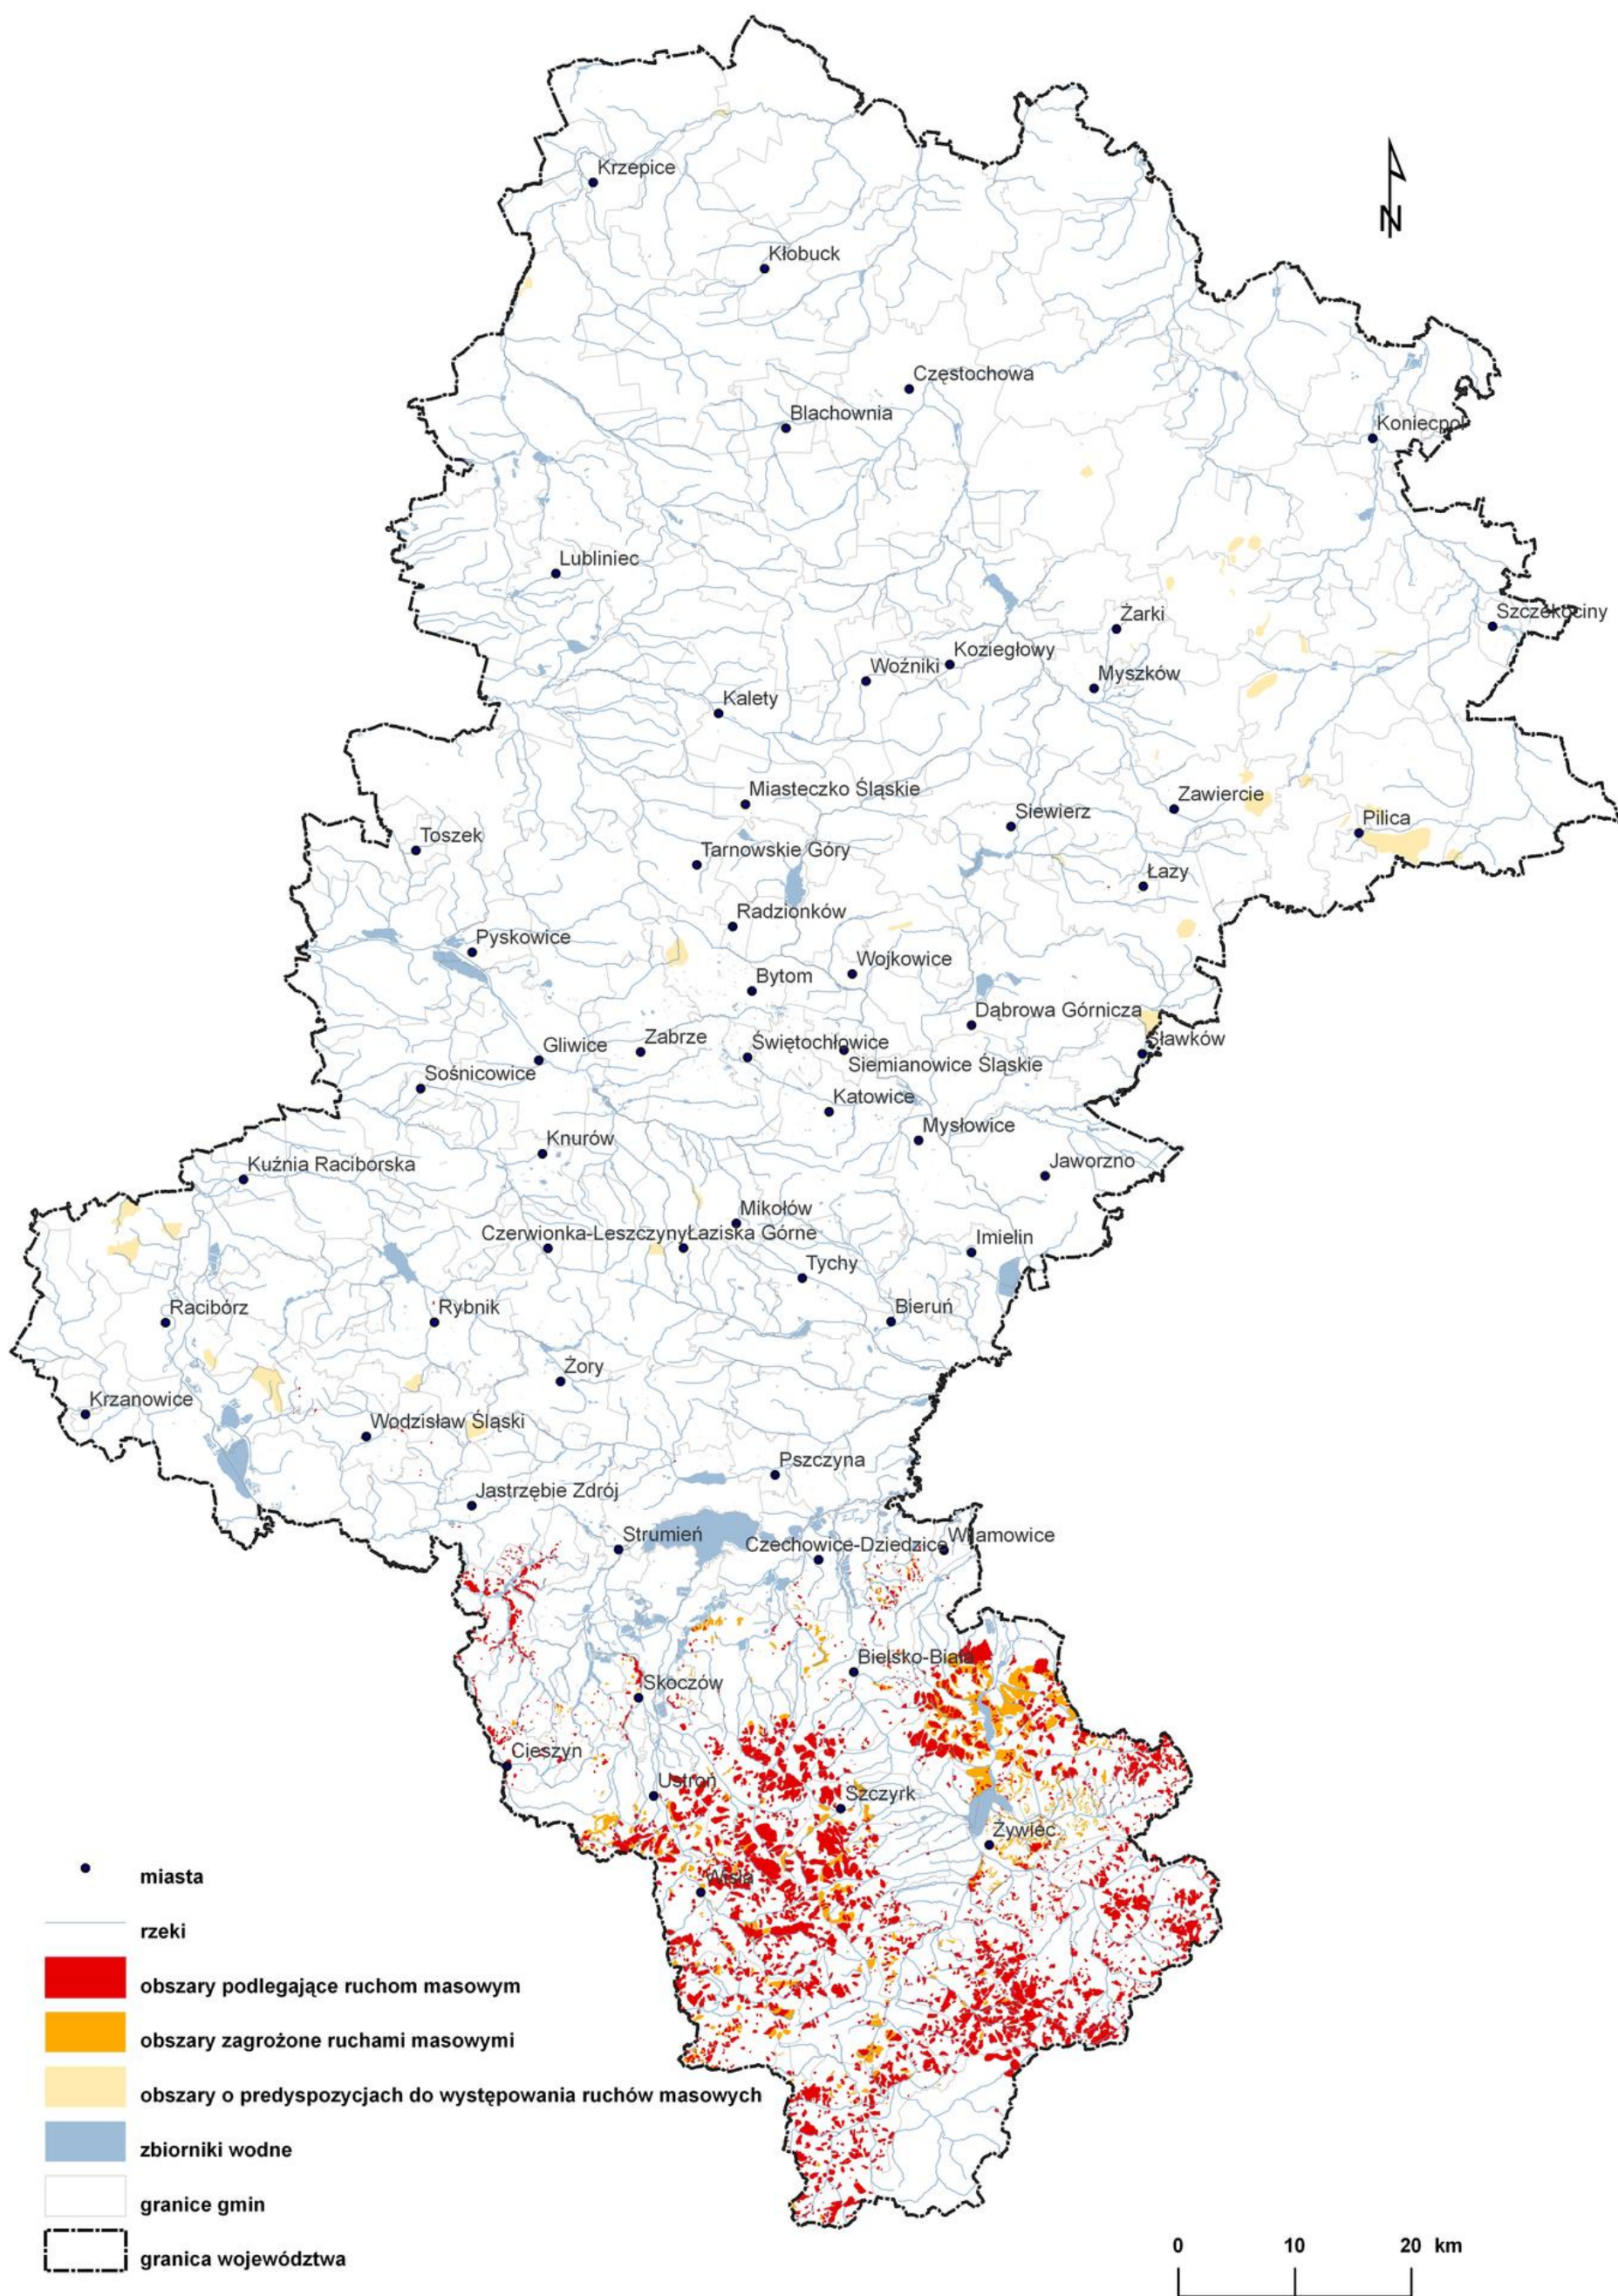 N
Krzepice
Kłobuck
Częstochowa
Blachownia
Koniecpol
Lubliniec
Szczekociny
Żarki
Koziegłowy
Woźniki
Myszków
Kalety
Miasteczko Śląskie
Zawiercie
Siewierz
Pilica
Toszek
Tarnowskie Góry
Łazy
Radzionków
Pyskowice
Wojkowice
Bytom
Dąbrowa Górnicza
Sławków
Zabrze
Świętochłowice
Gliwice
Siemianowice Śląskie
Sośnicowice
Katowice
Mysłowice
Knurów
Jaworzno
Kuźnia Raciborska
Mikołów
Czerwionka-Leszczyny
Łaziska Górne
Imielin
Tychy
Racibórz
Rybnik
Bieruń
Żory
Krzanowice
Wodzisław Śląski
Pszczyna
Jastrzębie Zdrój
Strumień
Wilamowice
Czechowice-Dziedzice
Bielsko-Biała
Skoczów
Cieszyn
Ustroń
Szczyrk
Żywiec
Wisła
miasta
rzeki
obszary podlegające ruchom masowym
obszary zagrożone ruchami masowymi
obszary o predyspozycjach do występowania ruchów masowych
zbiorniki wodne
granice gmin
granica województwa
0 10 20 km